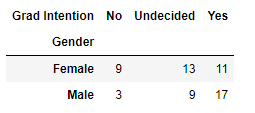 Grad Intention No Undecided Yes
Gender
Female 9 13 11
Male 3 9 17